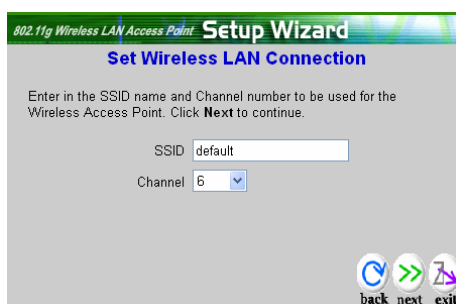 802.11g Wireless LAN Access Point Setup Wizard
Set Wireless LAN Connection
Enter in the SSID name and Channel number to be used for the
Wireless Access Point. Click Next to continue.
SSID default
Channel 6
back next exit